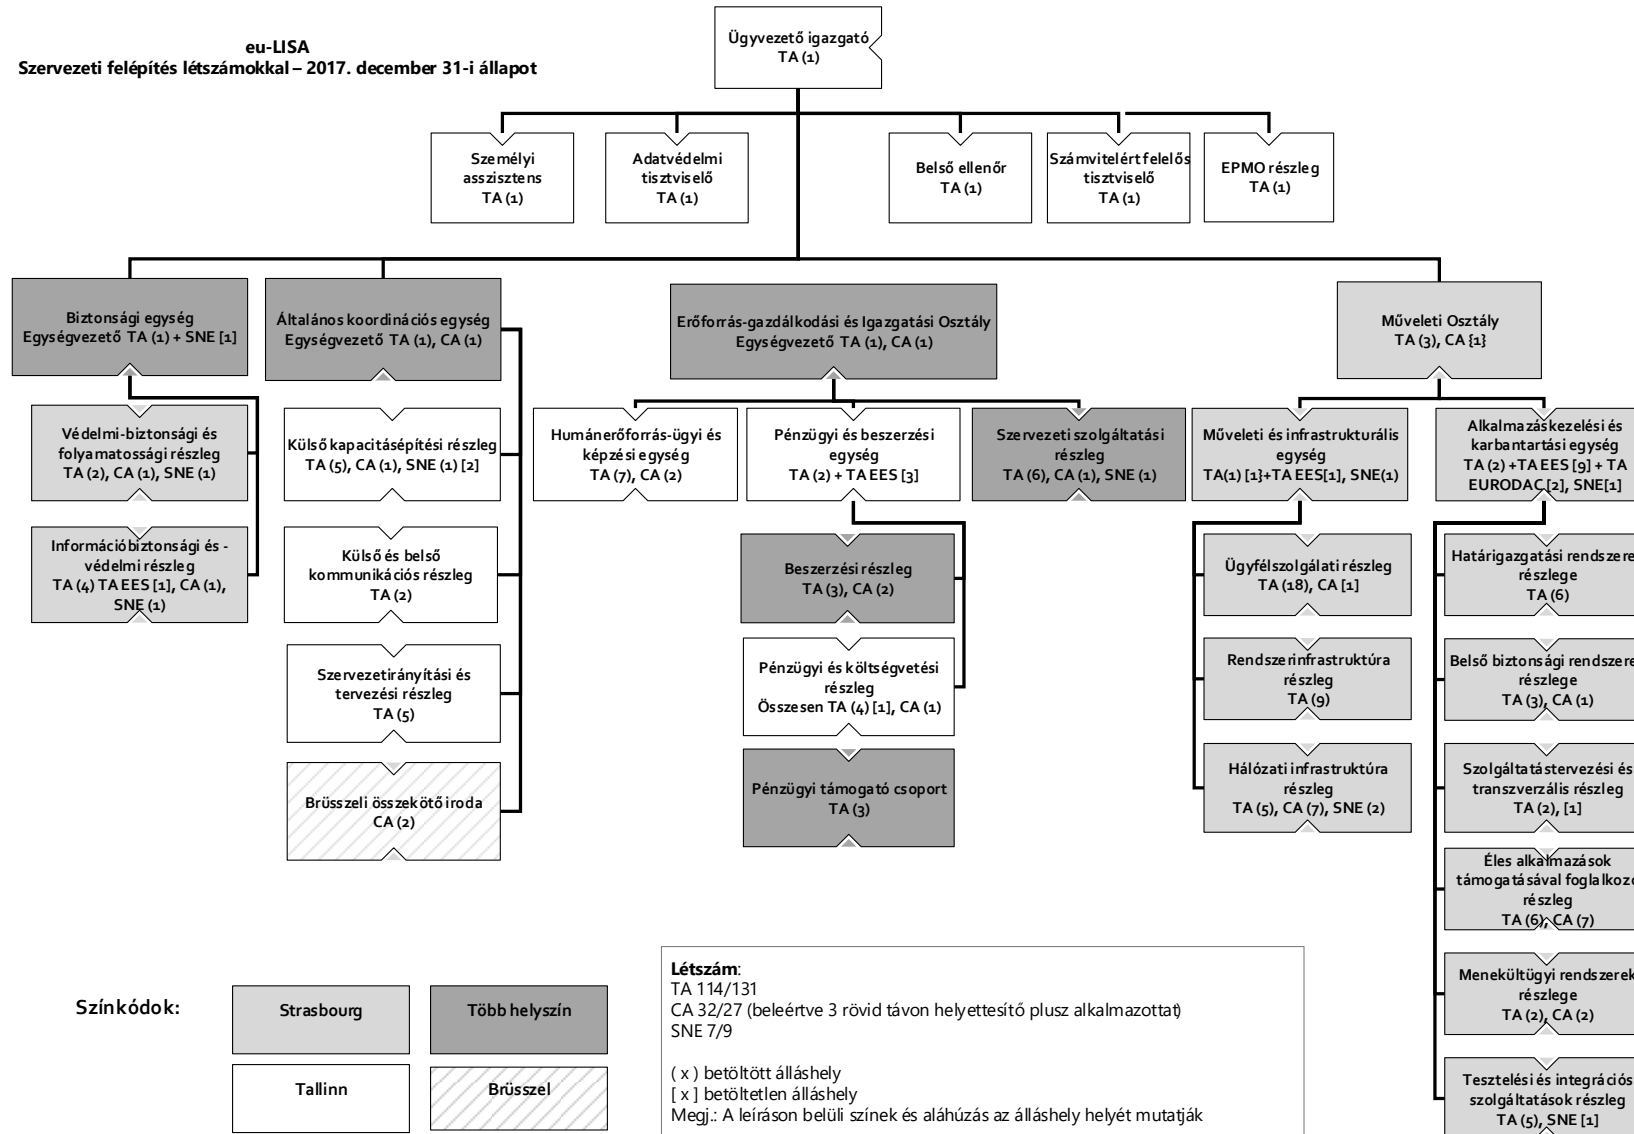 eu-LISA
Szervezeti felépítés létszámokkal – 2017. december 31-i állapot
Ügyvezető igazgató
TA (1)
Személyi
asszisztens
TA (1)
Adatvédelmi
tisztviselő
TA (1)
Belső ellenőr
TA (1)
Számvitelért felelős
tisztviselő
TA (1)
EPMO részleg
TA (1)
Biztonsági egység
Egységvezető TA (1) + SNE [1]
Általános koordinációs egység
Egységvezető TA (1), CA (1)
Erőforrás-gazdálkodási és Igazgatási Osztály
Egységvezető TA (1), CA (1)
Műveleti Osztály
TA (3), CA {1}
Védelmi-biztonsági és
folyamatossági részleg
TA (2), CA (1), SNE (1)
Információbiztonsági és -
védelmi részleg
TA (4) TA EES [1], CA (1),
SNE (1)
Külső kapacitásépítési részleg
TA (5), CA (1), SNE (1) [2]
Külső és belső
kommunikációs részleg
TA (2)
Szervezetirányítási és
tervezési részleg
TA (5)
Brüsszeli összekötő iroda
CA (2)
Humánerőforrás-ügyi és
képzési egység
TA (7), CA (2)
Pénzügyi és beszerzési
egység
TA (2) + TA EES [3]
Szervezeti szolgáltatási
részleg
TA (6), CA (1), SNE (1)
Beszerzési részleg
TA (3), CA (2)
Pénzügyi és költségvetési
részleg
Összesen TA (4) [1], CA (1)
Pénzügyi támogató csoport
TA (3)
Műveleti és infrastrukturális
egység
TA(1) [1}+TA EES[1], SNE(1)
Ügyfélszolgálati részleg
TA (18), CA [1]
Rendszerinfrastruktúra
részleg
TA (9)
Hálózati infrastruktúra
részleg
TA (5), CA (7), SNE (2)
Alkalmazáskezelési és
karbantartási egység
TA (2) +TA EES [9] + TA
EURODAC [2], SNE[1]
Határigazgatási rendszere
részlege
TA (6)
Belső biztonsági rendszere
részlege
TA (3), CA (1)
Szolgáltatástervezési és
transzverzális részleg
TA (2), [1]
Éles alkalmazások
támogatásával foglalkozó
részleg
TA (6), CA (7)
Menekültügyi rendszerek
részlege
TA (2), CA (2)
Tesztelési és integrációs
szolgáltatások részleg
TA (5), SNE [1]
Színkódok:
Strasbourg
Több helyszín
Tallinn
Brüsszel
Létszám:
TA 114/131
CA 32/27 (beleértve 3 rövid távon helyettesítő plusz alkalmazottat)
SNE 7/9
( x ) betöltött álláshely
[ x ] betöltetlen álláshely
Megj.: A leíráson belüli színek és aláhúzás az álláshely helyét mutatják